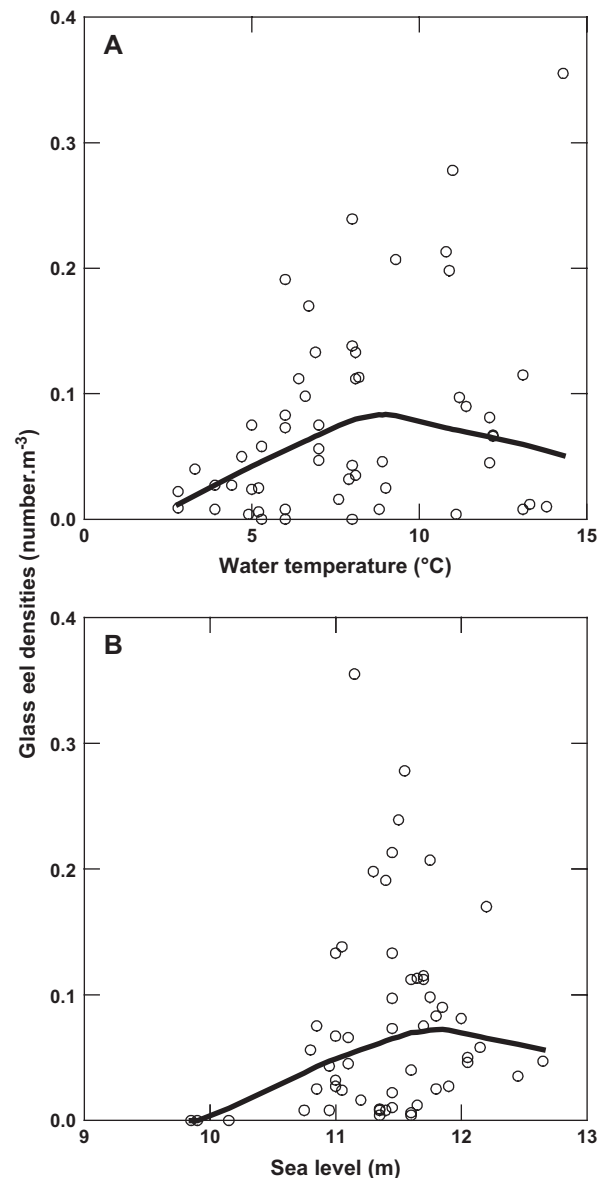 A
0.4
0.3
0.2
0.1
0.0
0 5 10 15
Water temperature (°C)
Glass eel densities (number.m-3)
B
0.4
0.3
0.2
0.1
0.0
9 10 11 12 13
Sea level (m)